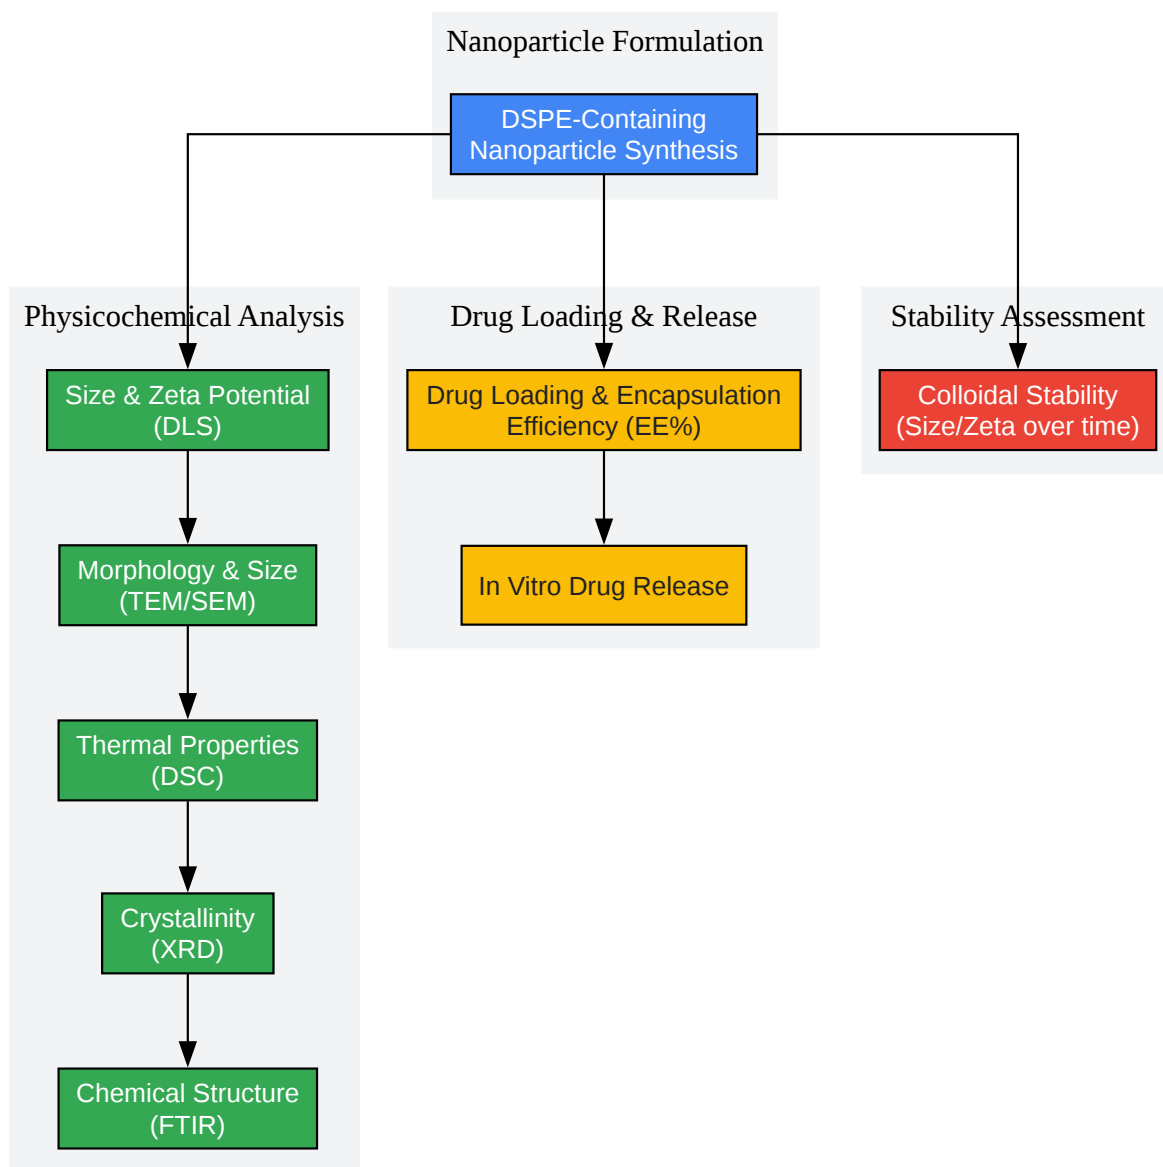 Nanoparticle Formulation
DSPE-Containing
Nanoparticle Synthesis
Physicochemical Analysis
Size & Zeta Potential
(DLS)
Morphology & Size
(TEM/SEM)
Thermal Properties
(DSC)
Crystallinity
(XRD)
Chemical Structure
(FTIR)
Drug Loading & Release
Drug Loading & Encapsulation
Efficiency (EE%)
In Vitro Drug Release
Stability Assessment
Colloidal Stability
(Size/Zeta over time)